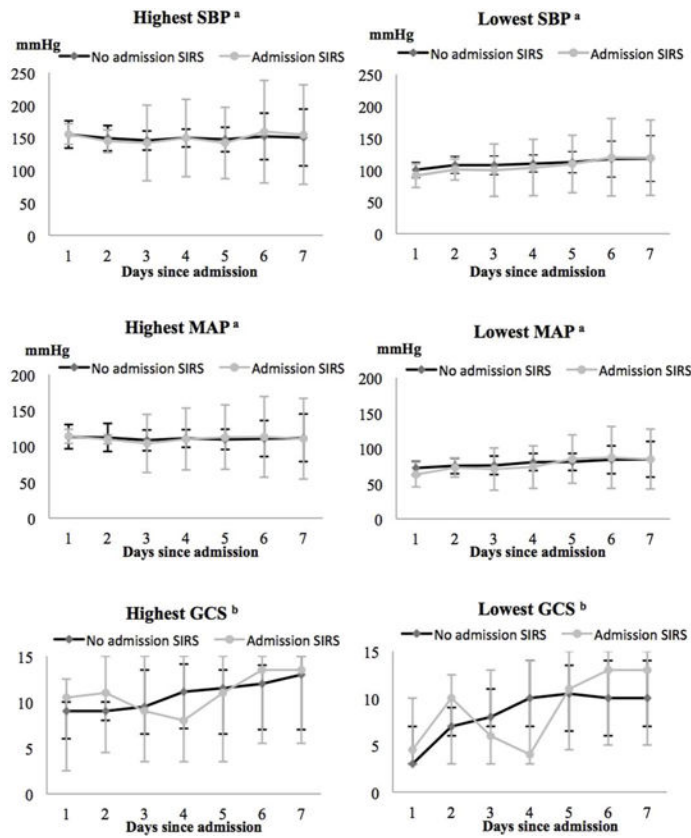 Highest SBP ᵃ
mmHg
No admission SIRS
Admission SIRS
250
200
150
100
50
0
1 2 3 4 5 6 7
Days since admission
Lowest SBP ᵃ
mmHg
No admission SIRS
Admission SIRS
250
200
150
100
50
0
1 2 3 4 5 6 7
Days since admission
Highest MAP ᵃ
mmHg
No admission SIRS
Admission SIRS
200
150
100
50
0
1 2 3 4 5 6 7
Days since admission
Lowest MAP ᵃ
mmHg
No admission SIRS
Admission SIRS
200
150
100
50
0
1 2 3 4 5 6 7
Days since admission
Highest GCS ᵇ
No admission SIRS
Admission SIRS
15
10
5
0
1 2 3 4 5 6 7
Days since admission
Lowest GCS ᵇ
No admission SIRS
Admission SIRS
15
10
5
0
1 2 3 4 5 6 7
Days since admission